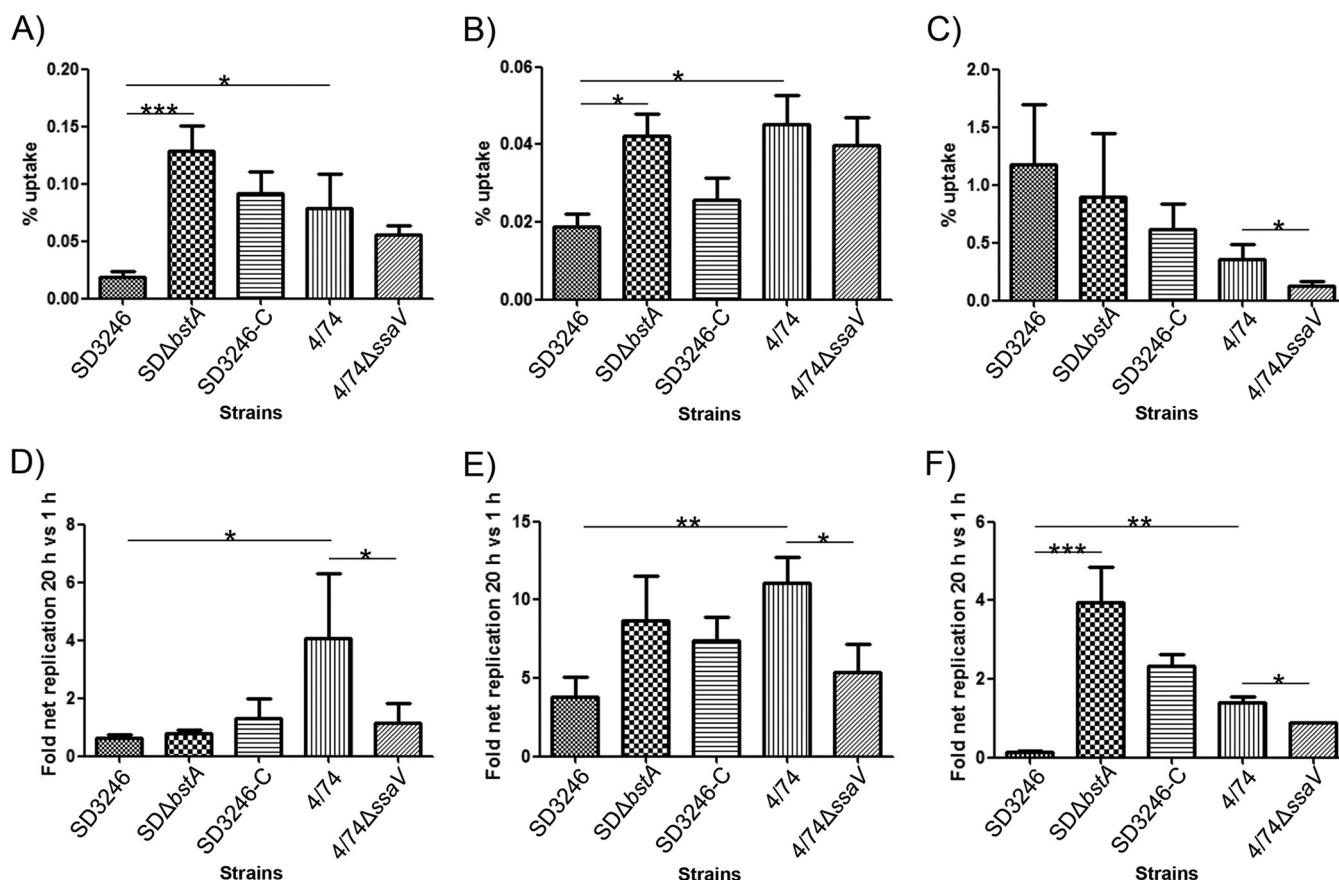 A)
% uptake
0.20
0.15
0.10
0.05
0.00
*
***
SD3246
SDΔbstA
SD3246-C
4/74
4/74ΔssaV
Strains
B)
% uptake
0.06
0.04
0.02
0.00
*
*
SD3246
SDΔbstA
SD3246-C
4/74
4/74ΔssaV
Strains
C)
% uptake
2.0
1.5
1.0
0.5
0.0
*
SD3246
SDΔbstA
SD3246-C
4/74
4/74ΔssaV
Strains
D)
Fold net replication 20 h vs 1 h
8
6
4
2
0
*
*
SD3246
SDΔbstA
SD3246-C
4/74
4/74ΔssaV
Strains
E)
Fold net replication 20 h vs 1 h
15
10
5
0
**
*
SD3246
SDΔbstA
SD3246-C
4/74
4/74ΔssaV
Strains
F)
Fold net replication 20 h vs 1 h
6
4
2
0
**
***
*
SD3246
SDΔbstA
SD3246-C
4/74
4/74ΔssaV
Strains